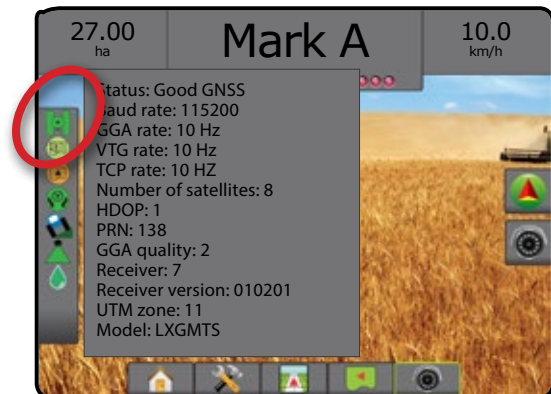 27.00
ha
Mark A
10.0
km/h
Status: Good GNSS
Baud rate: 115200
GGA rate: 10 Hz
VTG rate: 10 Hz
TCP rate: 10 HZ
Number of satellites: 8
HDOP: 1
PRN: 138
GGA quality: 2
Receiver: 7
Receiver version: 010201
UTM zone: 11
Model: LXGMTS